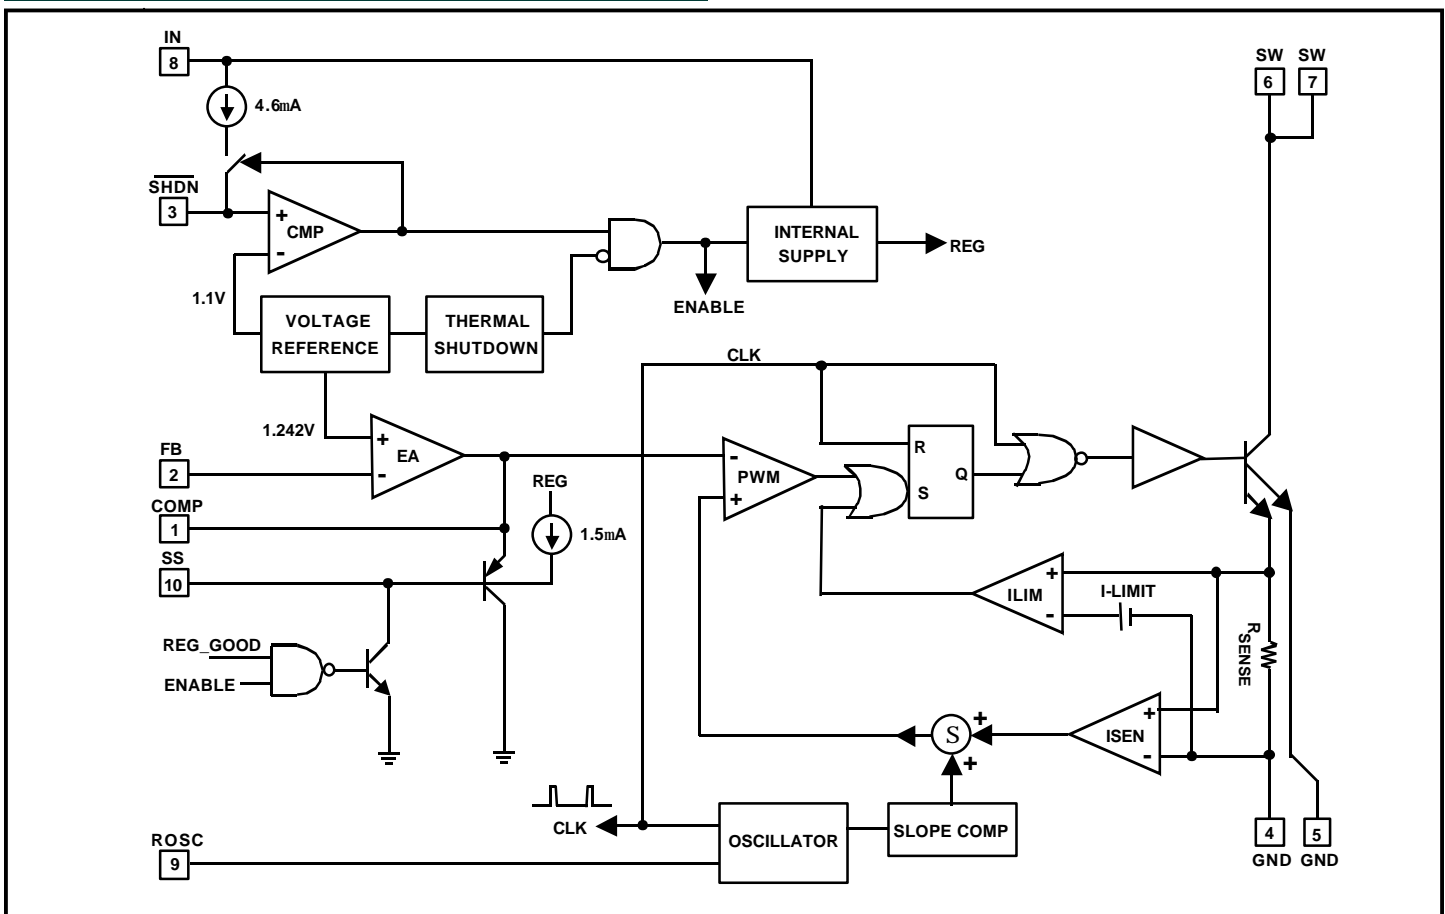 IN
8
4.6mA
SHDN
3
+
CMP
-
1.1V
VOLTAGE
REFERENCE
THERMAL
SHUTDOWN
INTERNAL
SUPPLY
REG
ENABLE
SW
6
SW
7
CLK
1.242V
FB
2
+
EA
-
COMP
1
SS
10
REG
1.5mA
-
PWM
+
R
S
Q
ILIM
+
-
I-LIMIT
RSENSE
REG_GOOD
ENABLE
S
+
+
ISEN
+
-
CLK
ROSC
9
OSCILLATOR
SLOPE COMP
4
GND
5
GND